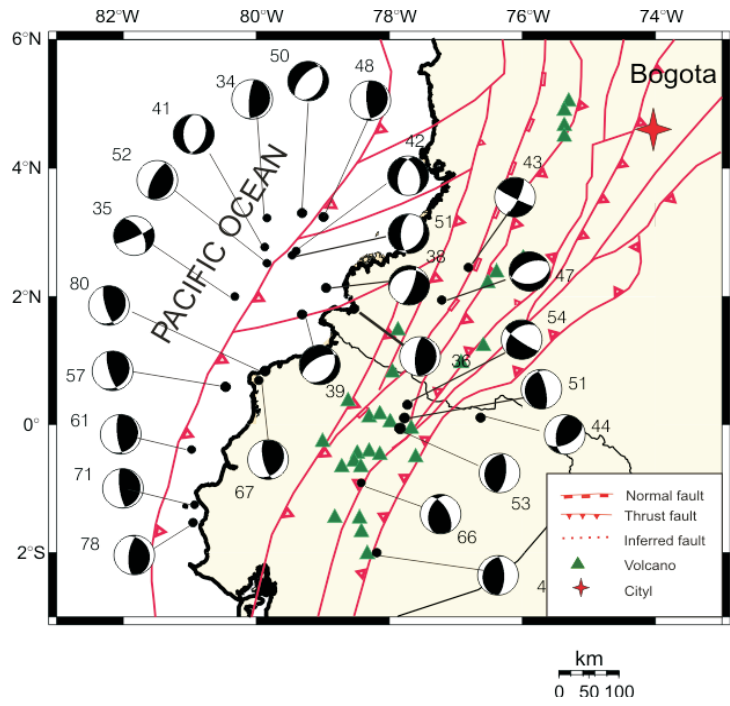 82°W 80°W 78°W 76°W 74°W
6°N
4°N
2°N
0°
2°S
Bogota
PACIFIC OCEAN
50
34
48
41
42
43
52
51
35
38
47
80
54
36
39
51
57
61
44
67
53
71
66
78
4
Normal fault
Thrust fault
Inferred fault
Volcano
Cityl
km
0 50 100